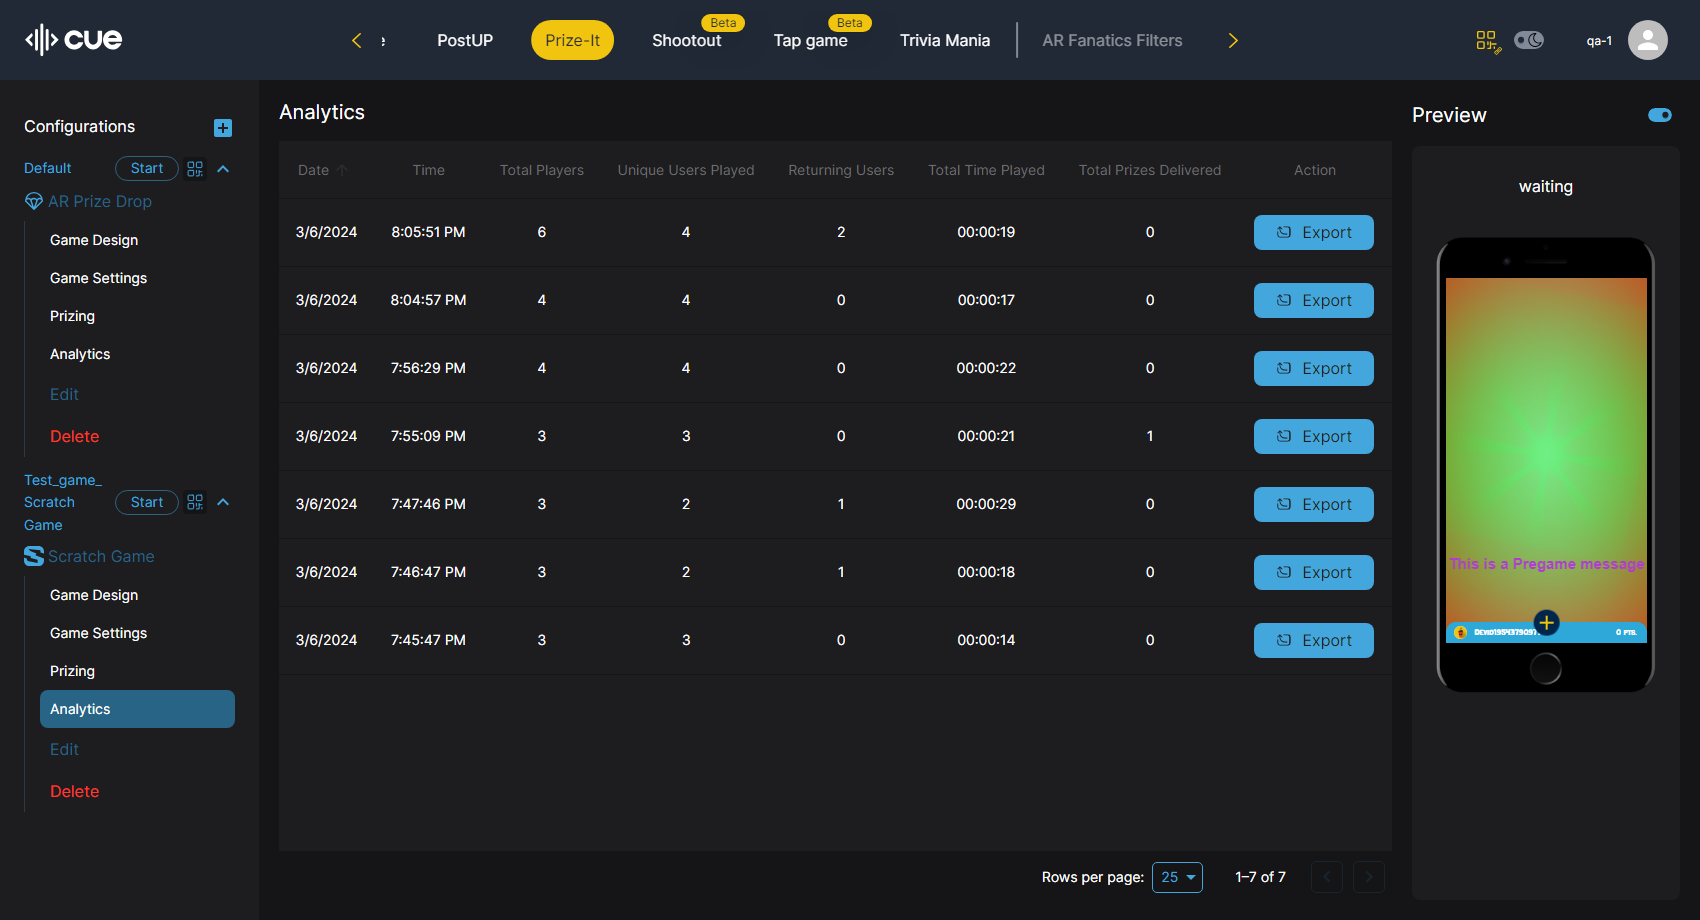 cue
PostUP
Prize-It
Shootout
Beta
Tap game
Beta
Trivia Mania
AR Fanatics Filters
qa-1
Configurations
Default
Start
AR Prize Drop
Game Design
Game Settings
Prizing
Analytics
Edit
Delete
Test_game_
Scratch
Game
Start
Scratch Game
Game Design
Game Settings
Prizing
Analytics
Edit
Delete
Analytics
Date Time Total Players Unique Users Played Returning Users Total Time Played Total Prizes Delivered Action
3/6/2024 8:05:51 PM 6 4 2 00:00:19 0 Export
3/6/2024 8:04:57 PM 4 4 0 00:00:17 0 Export
3/6/2024 7:56:29 PM 4 4 0 00:00:22 0 Export
3/6/2024 7:55:09 PM 3 3 0 00:00:21 1 Export
3/6/2024 7:47:46 PM 3 2 1 00:00:29 0 Export
3/6/2024 7:46:47 PM 3 2 1 00:00:18 0 Export
3/6/2024 7:45:47 PM 3 3 0 00:00:14 0 Export
Rows per page: 25 1–7 of 7
Preview
waiting
This is a Pregame message
0 PTS.